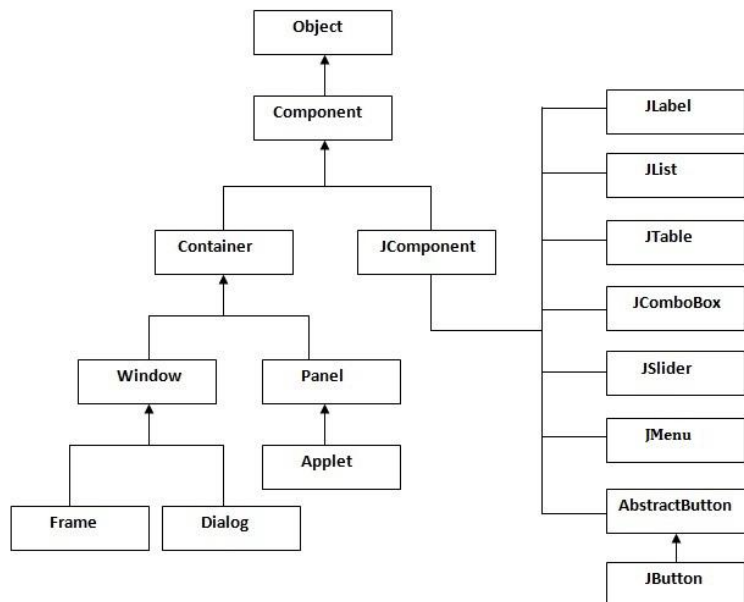 Object
Component
Container
JComponent
Window
Panel
Applet
Frame
Dialog
JLabel
JList
JTable
JComboBox
JSlider
JMenu
AbstractButton
JButton